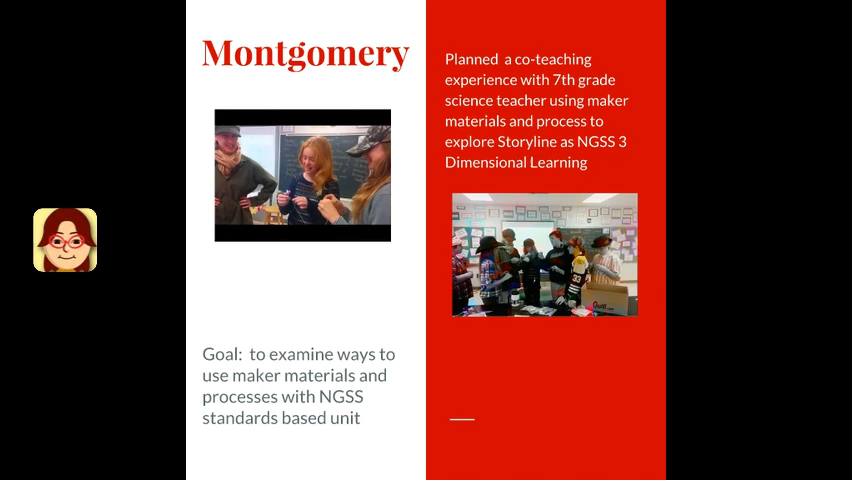 Montgomery
Goal:  to examine ways to
use maker materials and
processes with NGSS
standards based unit
Planned  a co-teaching
experience with 7th grade
science teacher using maker
materials and process to
explore Storyline as NGSS 3
Dimensional Learning
33